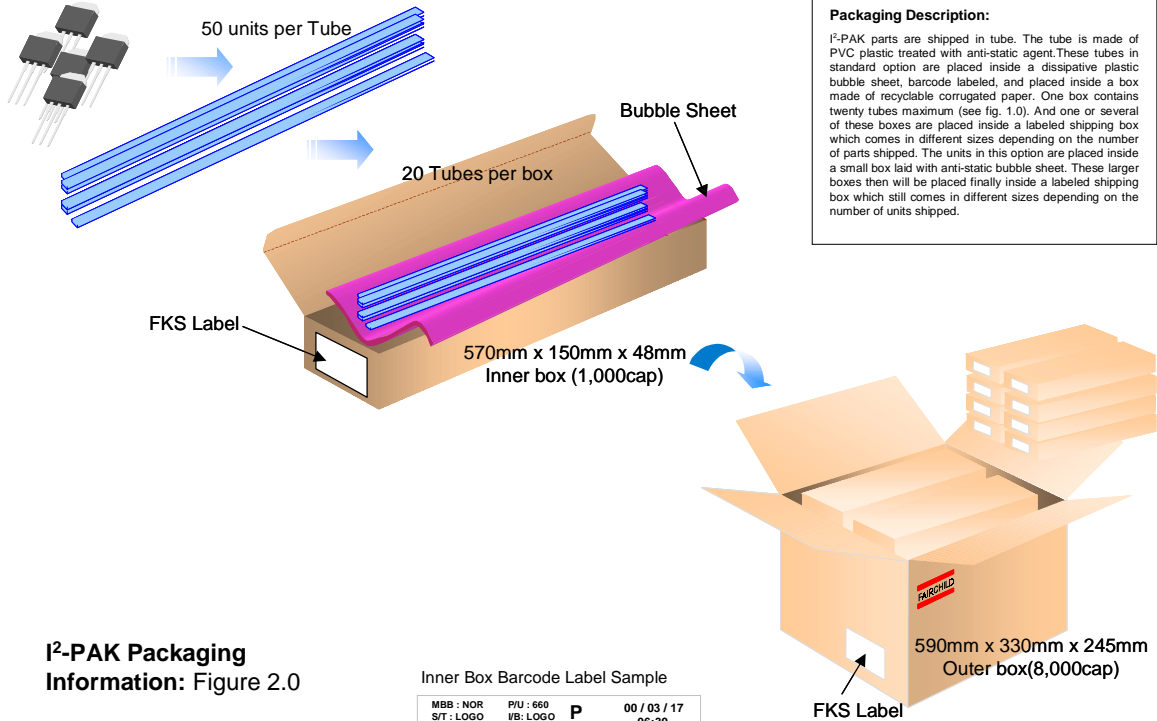 50 units per Tube
Packaging Description:
I²-PAK parts are shipped in tube. The tube is made of
PVC plastic treated with anti-static agent.These tubes in
standard option are placed inside a dissipative plastic
bubble sheet, barcode labeled, and placed inside a box
made of recyclable corrugated paper. One box contains
twenty tubes maximum (see fig. 1.0). And one or several
of these boxes are placed inside a labeled shipping box
which comes in different sizes depending on the number
of parts shipped. The units in this option are placed inside
a small box laid with anti-static bubble sheet. These larger
boxes then will be placed finally inside a labeled shipping
box which still comes in different sizes depending on the
number of units shipped.
Bubble Sheet
20 Tubes per box
FKS Label
570mm x 150mm x 48mm
Inner box (1,000cap)
FAIRCHILD
590mm x 330mm x 245mm
Outer box(8,000cap)
FKS Label
I²-PAK Packaging
Information: Figure 2.0
Inner Box Barcode Label Sample
MBB : NOR P/U : 660 P 00 / 03 / 17
S/T : LOGO I/B: LOGO 06:30